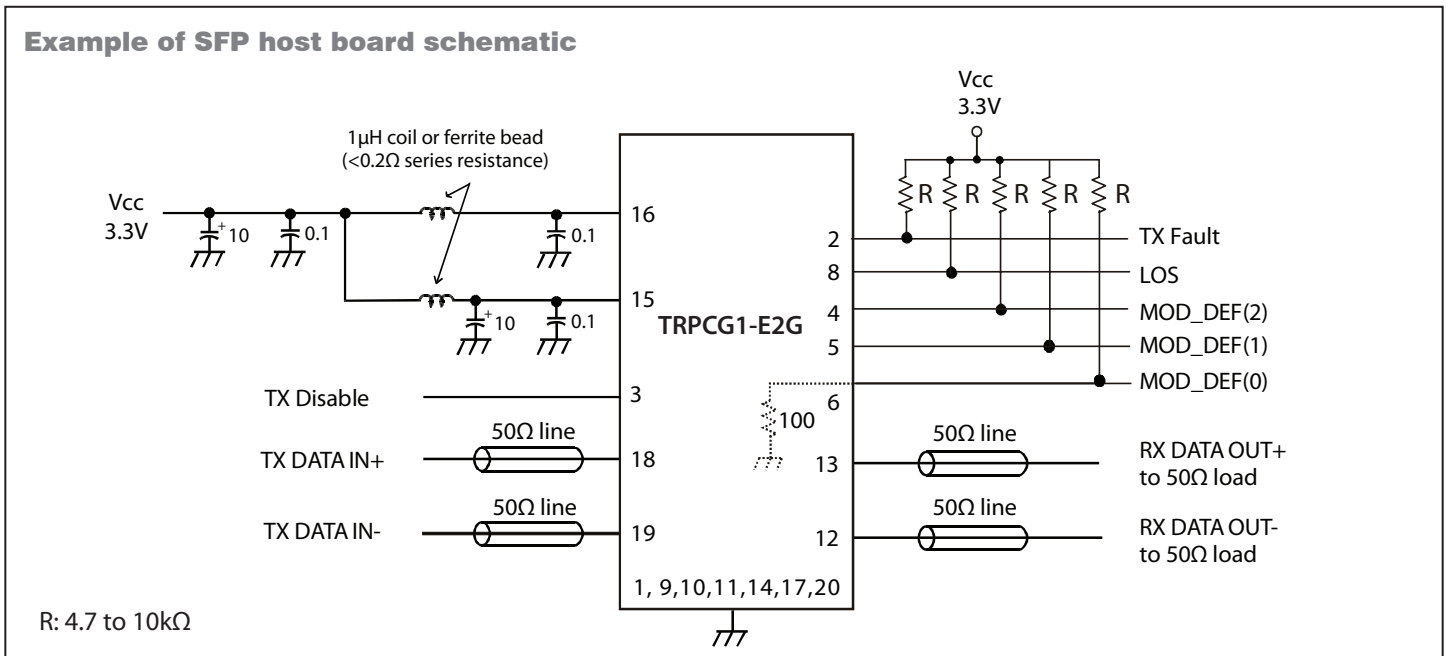 Example of SFP host board schematic
Vcc
3.3V
1µH coil or ferrite bead
(<0.2Ω series resistance)
Vcc
3.3V
+10
0.1
0.1
16
R
R
R
R
R
2
TX Fault
8
LOS
+10
0.1
15
TRPCG1-E2G
4
MOD_DEF(2)
5
MOD_DEF(1)
MOD_DEF(0)
6
100
TX Disable
3
50Ω line
TX DATA IN+
18
50Ω line
13
RX DATA OUT+
to 50Ω load
50Ω line
TX DATA IN-
19
50Ω line
12
RX DATA OUT-
to 50Ω load
1, 9,10,11,14,17,20
R: 4.7 to 10kΩ